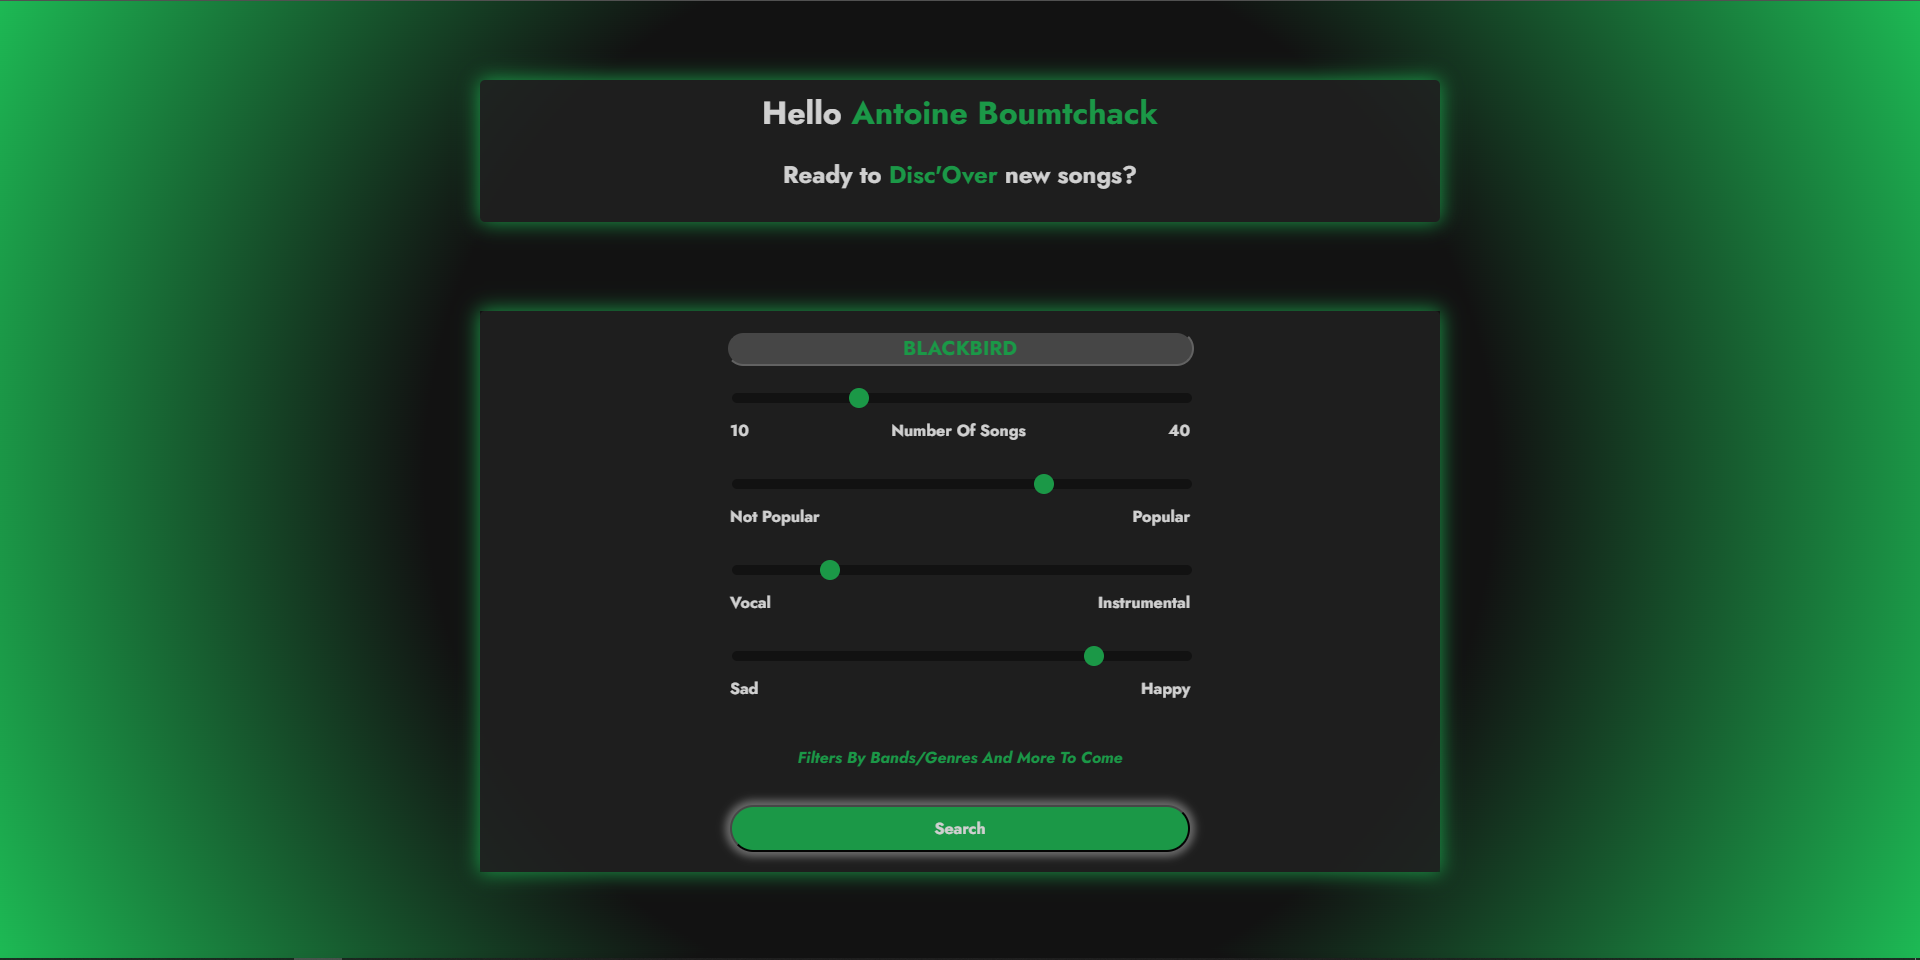 Hello Antoine Boumtchack
Ready to Disc'Over new songs?
BLACKBIRD
10 Number Of Songs 40
Not Popular Popular
Vocal Instrumental
Sad Happy
Filters By Bands/Genres And More To Come
Search